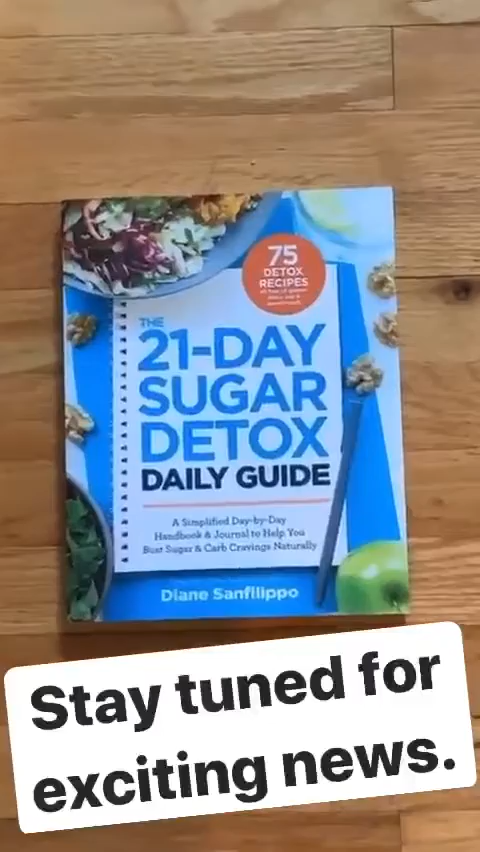 75
DETOX
RECIPES
THE
21-DAY
SUGAR
DETOX
DAILY GUIDE
A Simplified Day-by-Day
Handbook & Journal to Help You
Bust Sugar & Carb Cravings Naturally
Diane Sanfilippo
Stay tuned for
exciting news.